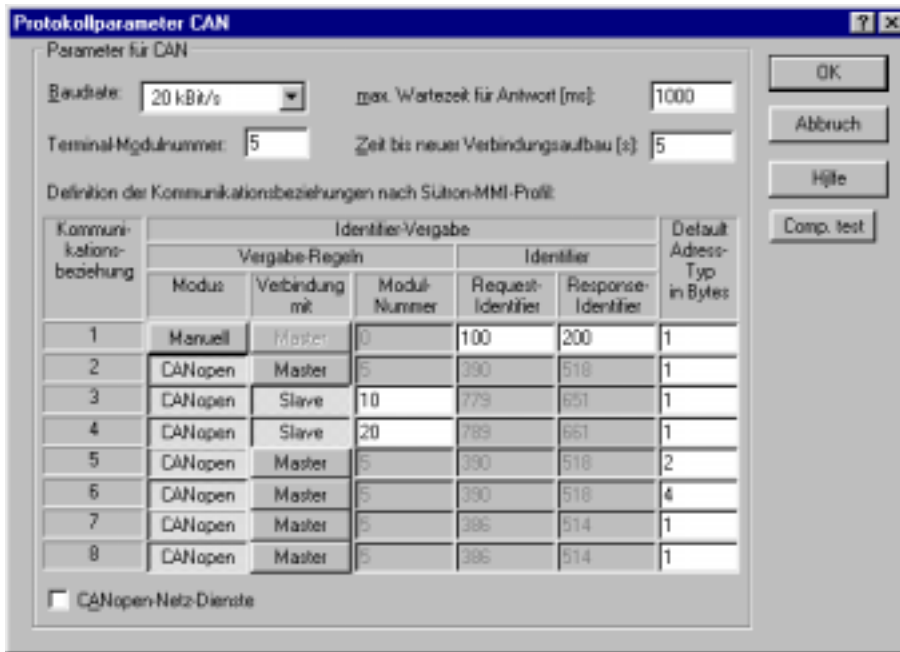 Protokollparameter CAN
Parameter für CAN
Baudrate: 20 kBit/s max. Wartezeit für Antwort [ms]: 1000
Terminal-Modulnummer: 5 Zeit bis neuer Verbindungsaufbau [s]: 5
OK
Abbruch
Hilfe
Comp. test
Definition der Kommunikationsbeziehungen nach Sütron-MMI-Profil:
Kommuni-
kations-
beziehung
Identifier-Vergabe
Vergabe-Regeln Identifier
Modus Verbindung
mit
Modul-
Nummer
Request-
Identifier
Response-
Identifier
Default
Adress-
Typ
in Bytes
1 Manuell Master 0 100 200 1
2 CANopen Master 5 390 518 1
3 CANopen Slave 10 779 651 1
4 CANopen Slave 20 789 661 1
5 CANopen Master 5 390 518 2
6 CANopen Master 5 390 518 4
7 CANopen Master 5 386 514 1
8 CANopen Master 5 386 514 1
CANopen-Netz-Dienste